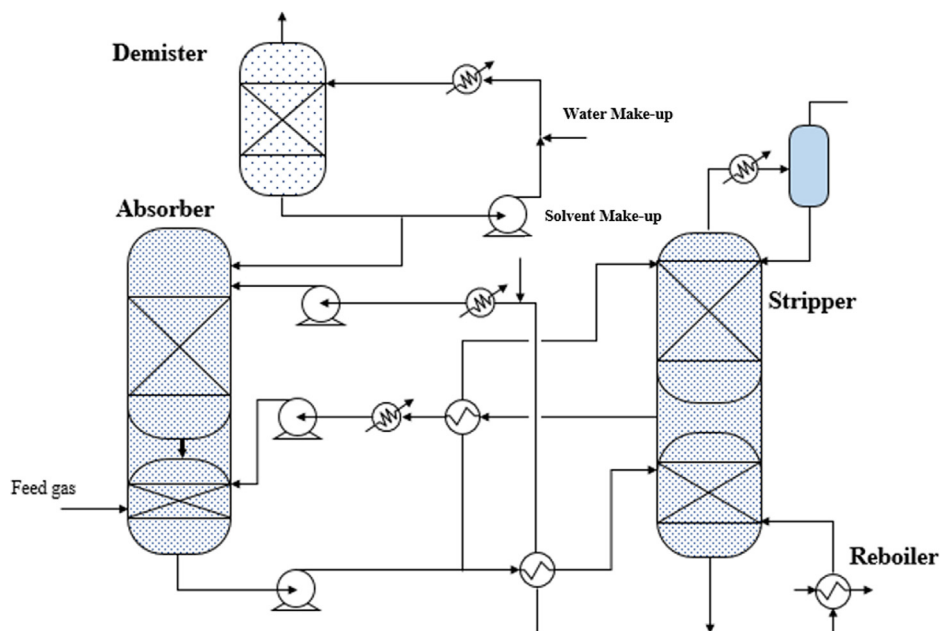 Demister
Water Make-up
Absorber
Solvent Make-up
Stripper
Feed gas
Reboiler